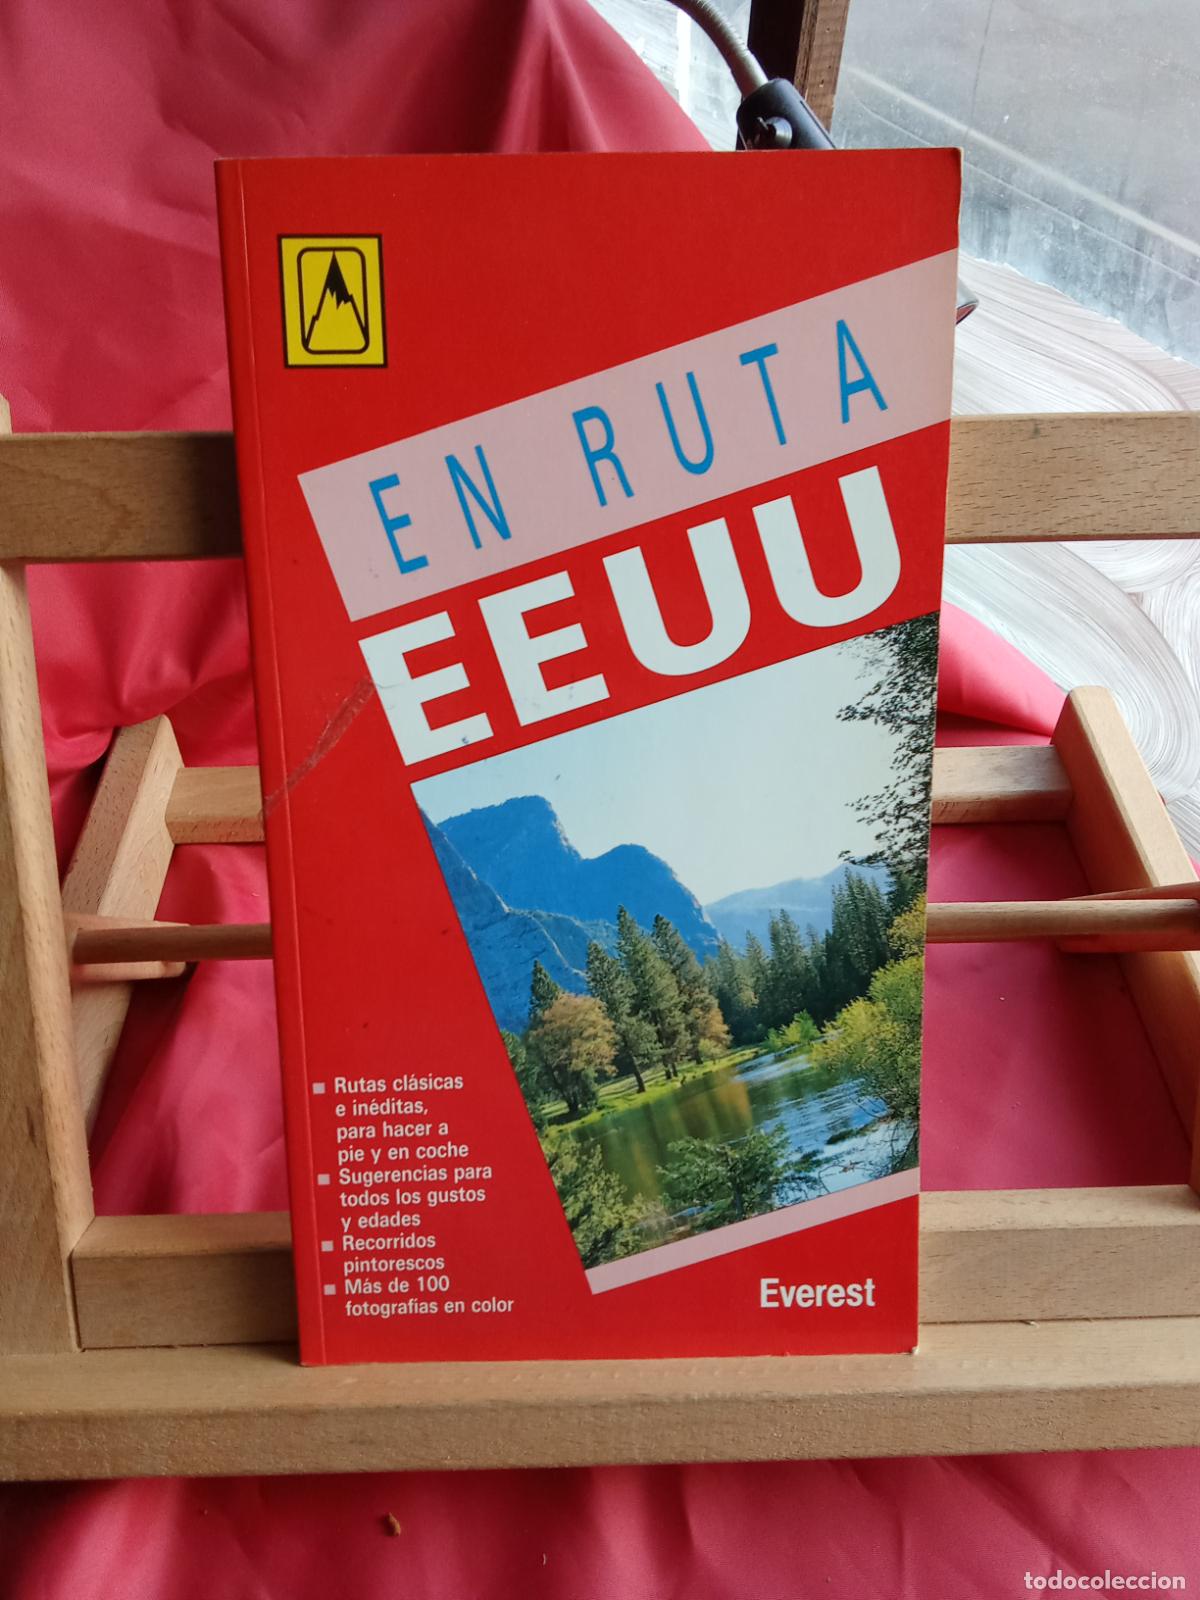 EN RUTA
EEUU
Rutas clásicas
e inéditas,
para hacer a
pie y en coche
Sugerencias para
todos los gustos
y edades
Recorridos
pintorescos
Más de 100
fotografías en color
Everest
todocoleccion